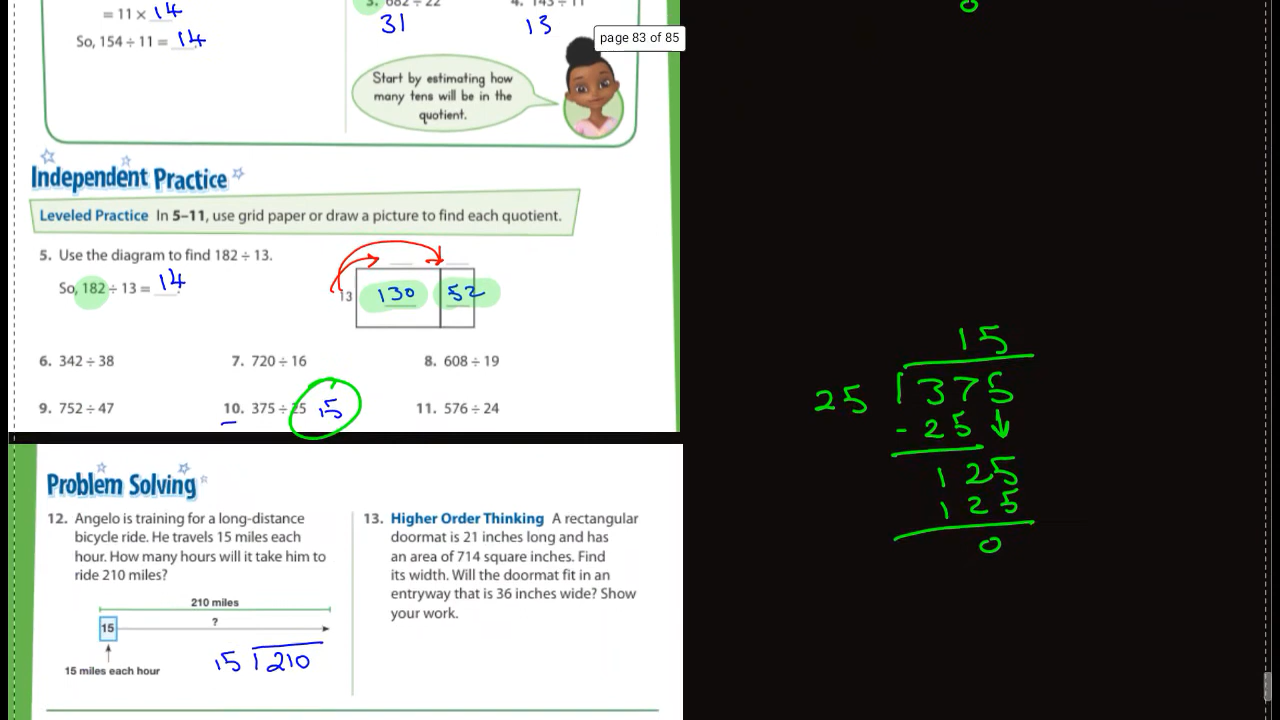 = 11 × 14
So, 154 ÷ 11 = 14
3. 682 ÷ 22
4. 143 ÷ 11
31
13
page 83 of 85
Start by estimating how
many tens will be in the
quotient.
Independent Practice
Leveled Practice In 5–11, use grid paper or draw a picture to find each quotient.
5. Use the diagram to find 182 ÷ 13.
So, 182 ÷ 13 = 14
13 130 52
6. 342 ÷ 38
7. 720 ÷ 16
8. 608 ÷ 19
9. 752 ÷ 47
10. 375 ÷ 25 15
11. 576 ÷ 24
Problem Solving
12. Angelo is training for a long-distance
bicycle ride. He travels 15 miles each
hour. How many hours will it take him to
ride 210 miles?
210 miles
?
15
15 miles each hour
15 210
13. Higher Order Thinking A rectangular
doormat is 21 inches long and has
an area of 714 square inches. Find
its width. Will the doormat fit in an
entryway that is 36 inches wide? Show
your work.
0
15
25 375
- 25
125
125
0